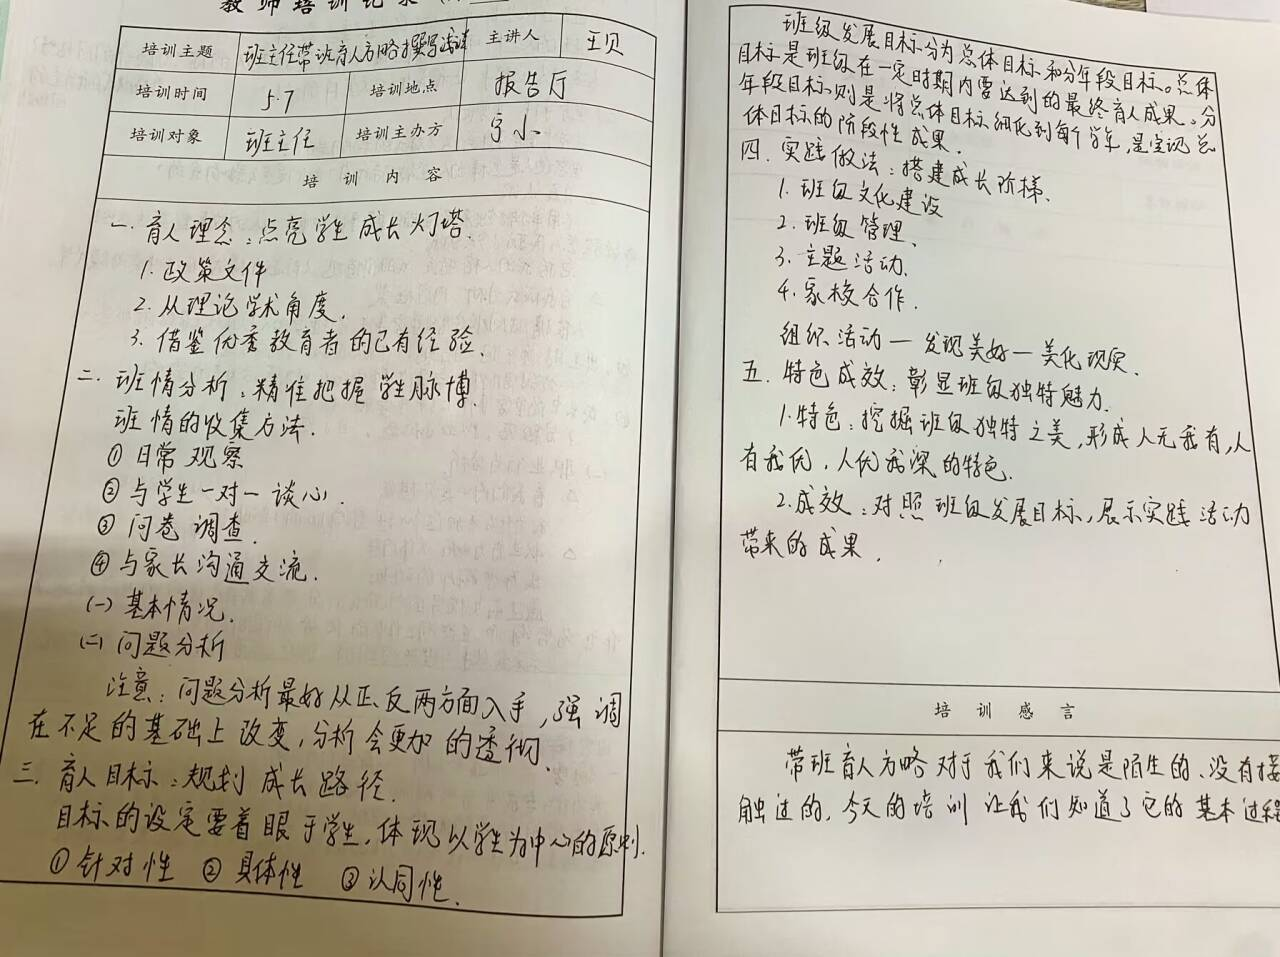 教师培训记录
培训主题 班主任带班育人方略撰写 主讲人 王贝
培训时间 5.7 培训地点 报告厅
培训对象 班主任 培训主办方 宁小
培训内容
一. 育人理念:点亮学生成长灯塔.
1. 政策文件
2. 从理论学术角度.
3. 借鉴优秀教育者的已有经验.
二. 班情分析:精准把握学生脉博.
班情的收集方法.
① 日常观察
② 与学生一对一谈心.
③ 问卷调查.
④ 与家长沟通交流.
(一) 基本情况.
(二) 问题分析
注意:问题分析最好从正反两方面入手,强调
在不足的基础上改变,分析会更加的透彻.
三. 育人目标:规划成长路径.
目标的设定要着眼于学生,体现以学生为中心的原则.
① 针对性 ② 具体性 ③ 认同性.
班级发展目标分为总体目标和分年段目标。总体
目标是班级在一定时期内要达到的最终育人成果。分
年段目标则是将总体目标细化到每个学年,是实现总
体目标的阶段性成果.
四. 实践做法:搭建成长阶梯.
1. 班级文化建设
2. 班级管理、
3. 主题活动.
4. 家校合作.
组织活动一发现美好一美化现实.
五. 特色成效:彰显班级独特魅力.
1. 特色:挖掘班级独特之美,形成人无我有,人
有我优,人优我深的特色.
2. 成效:对照班级发展目标,展示实践活动
带来的成果.
培训感言
带班育人方略对于我们来说是陌生的、没有接
触过的,今天的培训让我们知道了它的基本过程